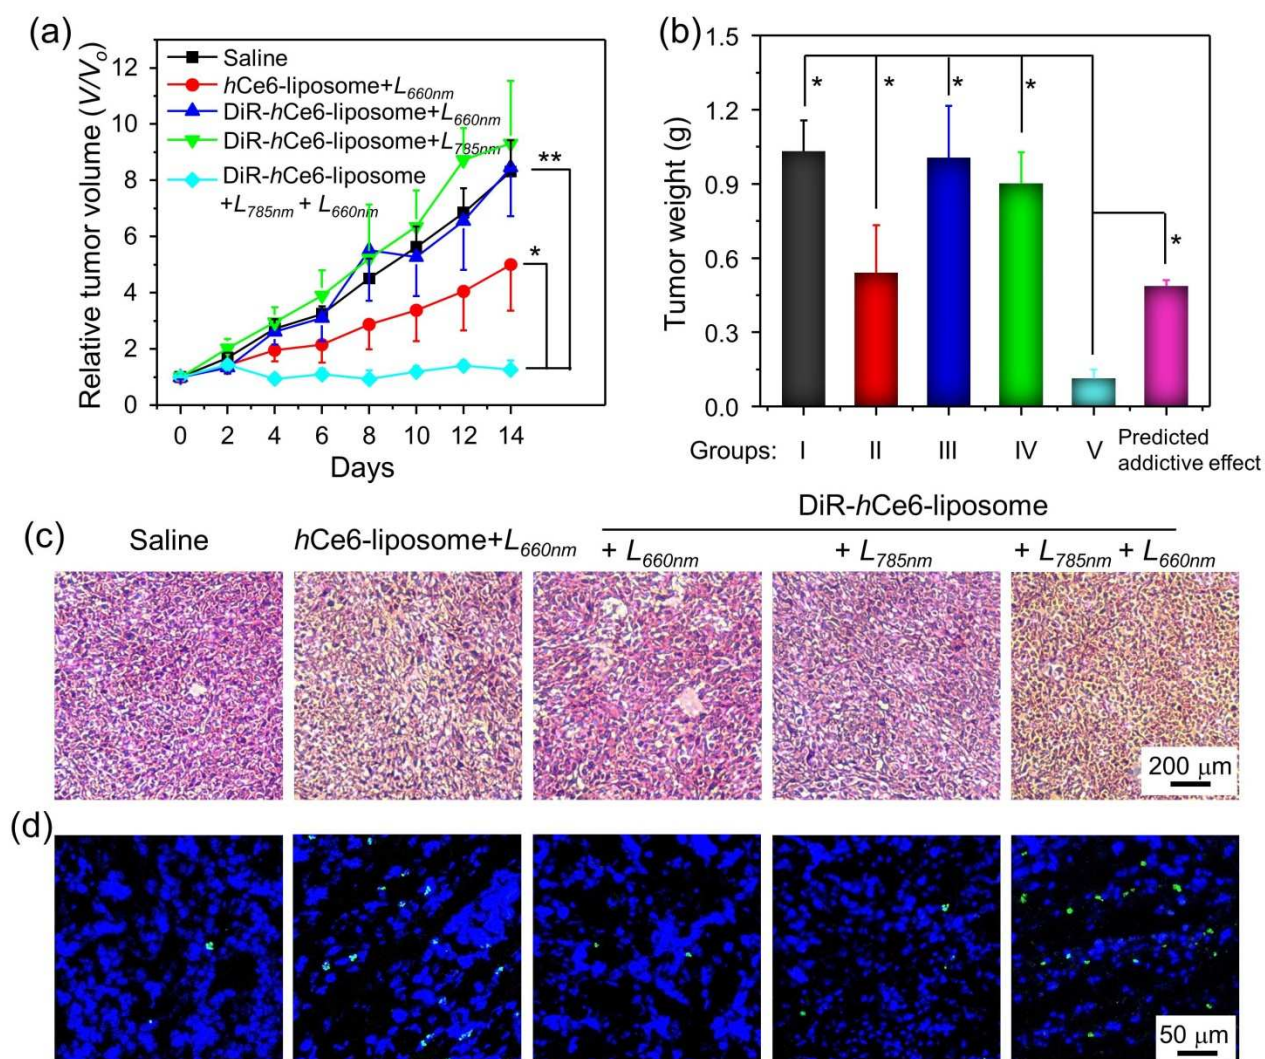 (a)
Relative tumor volume (V/Vo)
12
10
8
6
4
2
0
Saline
hCe6-liposome+L660nm
DiR-hCe6-liposome+L660nm
DiR-hCe6-liposome+L785nm
DiR-hCe6-liposome
+L785nm + L660nm
**
*
0 2 4 6 8 10 12 14
Days
(b)
Tumor weight (g)
1.5
1.2
0.9
0.6
0.3
0.0
* * * *
*
Groups: I II III IV V Predicted
addictive effect
(c)
DiR-hCe6-liposome
Saline hCe6-liposome+L660nm + L660nm + L785nm + L785nm + L660nm
200 μm
(d)
50 μm